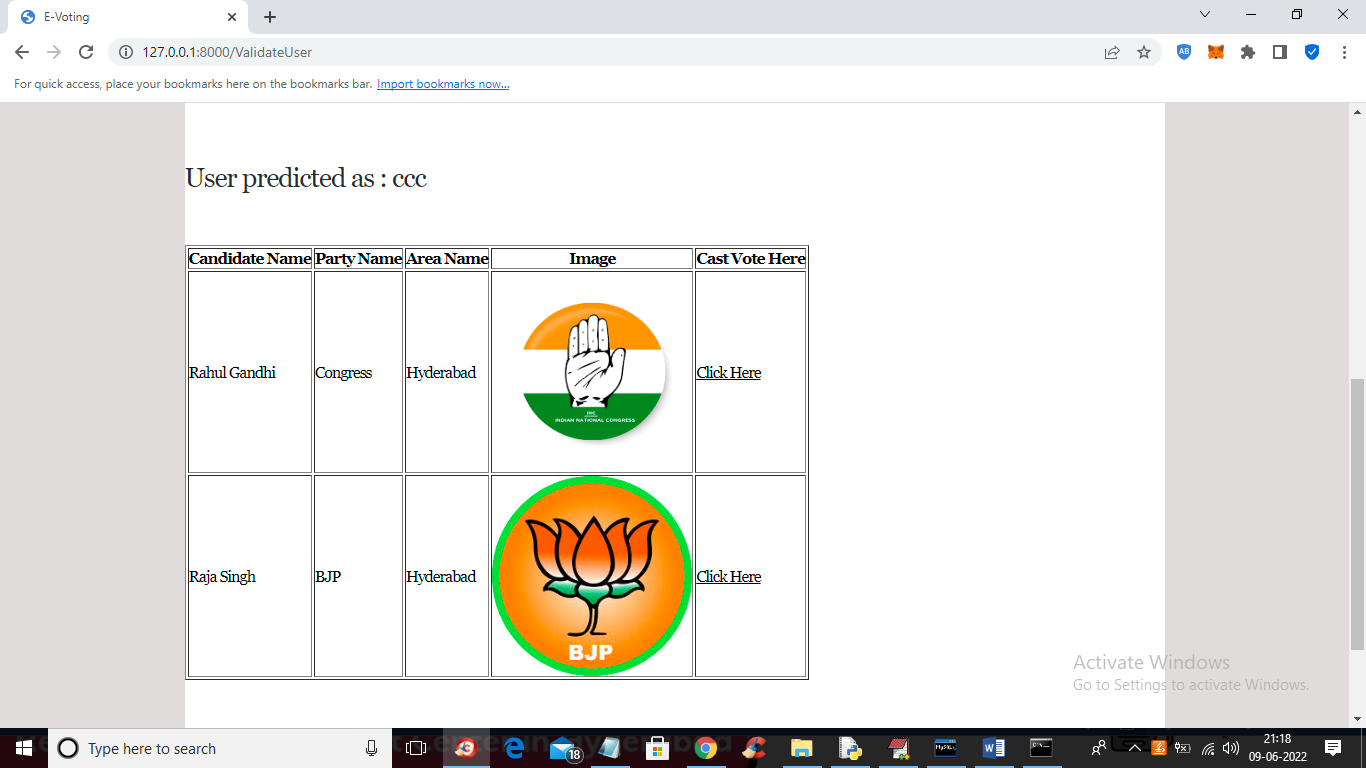 E-Voting
127.0.0.1:8000/ValidateUser
AB
For quick access, place your bookmarks here on the bookmarks bar. Import bookmarks now...
User predicted as : ccc
Candidate Name Party Name Area Name Image Cast Vote Here
INC
INDIAN NATIONAL CONGRESS
Rahul Gandhi Congress Hyderabad Click Here
Raja Singh BJP Hyderabad Click Here
BJP
Activate Windows
Go to Settings to activate Windows.
Type here to search
18
MySQL
21:18
09-06-2022